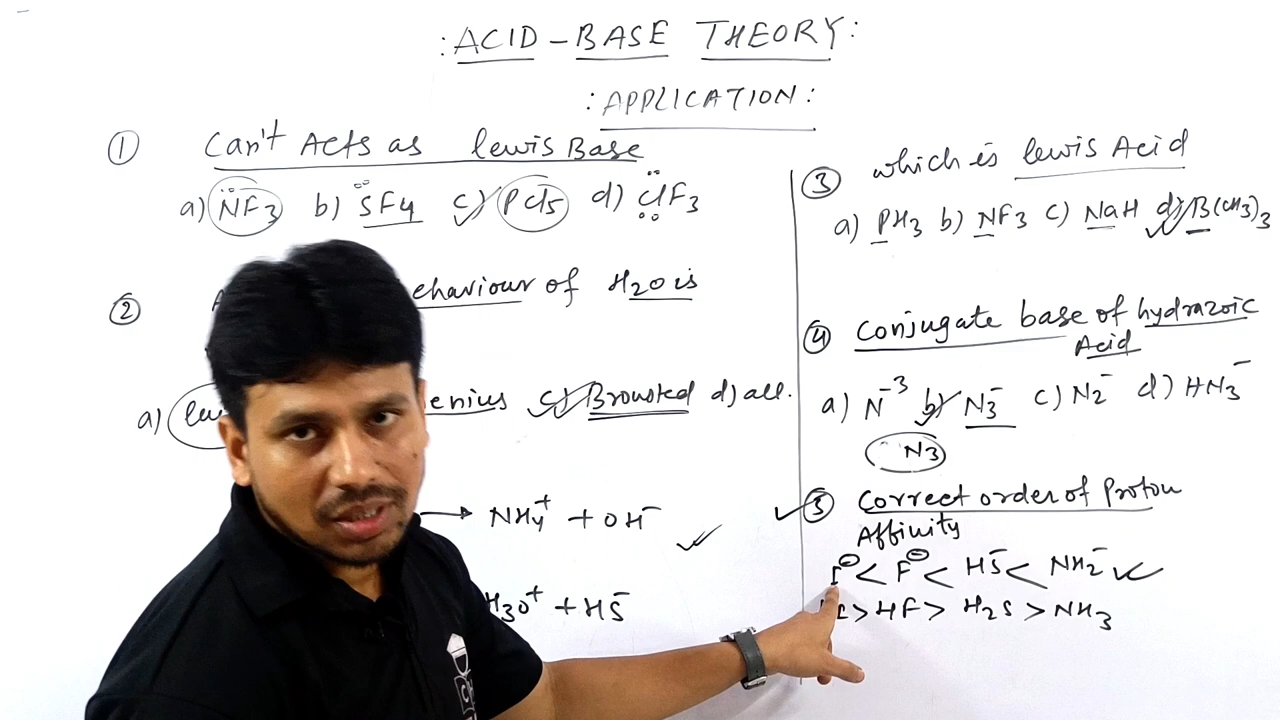 : ACID - BASE THEORY :
: APPLICATION :
① Can't Acts as Lewis Base
a) NF3 b) SF4 c) PCl5 d) ClF3
② ehaviour of H2O is
a) enius c) Bronsted d) all.
→ NH4+ + OH-
H3O+ + HS-
③ which is Lewis Acid
a) PH3 b) NF3 c) NaH d) B(CH3)3
④ Conjugate base of hydrazoic
Acid
a) N-3 b) N3- c) N2- d) HN3-
N3
⑤ Correct order of Proton
Affinity
I⊖ < F⊖ < HS- < NH2-
> HF > H2S > NH3